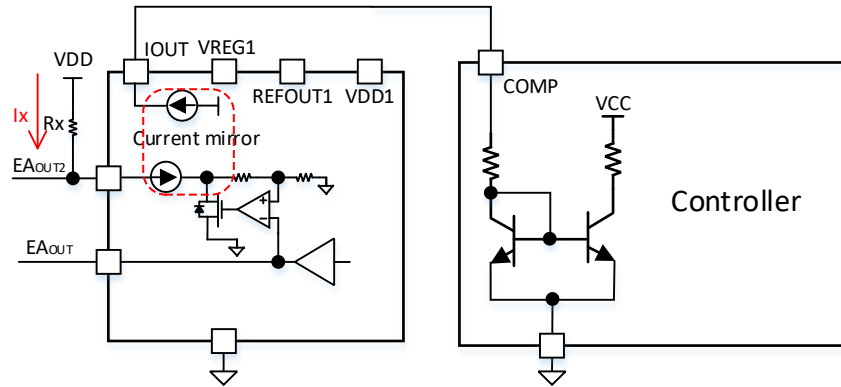 IOUT
VREG1
VDD
REFOUT1
VDD1
COMP
Ix
Rx
Current mirror
VCC
EAOUT2
EAOUT
Controller
+
−